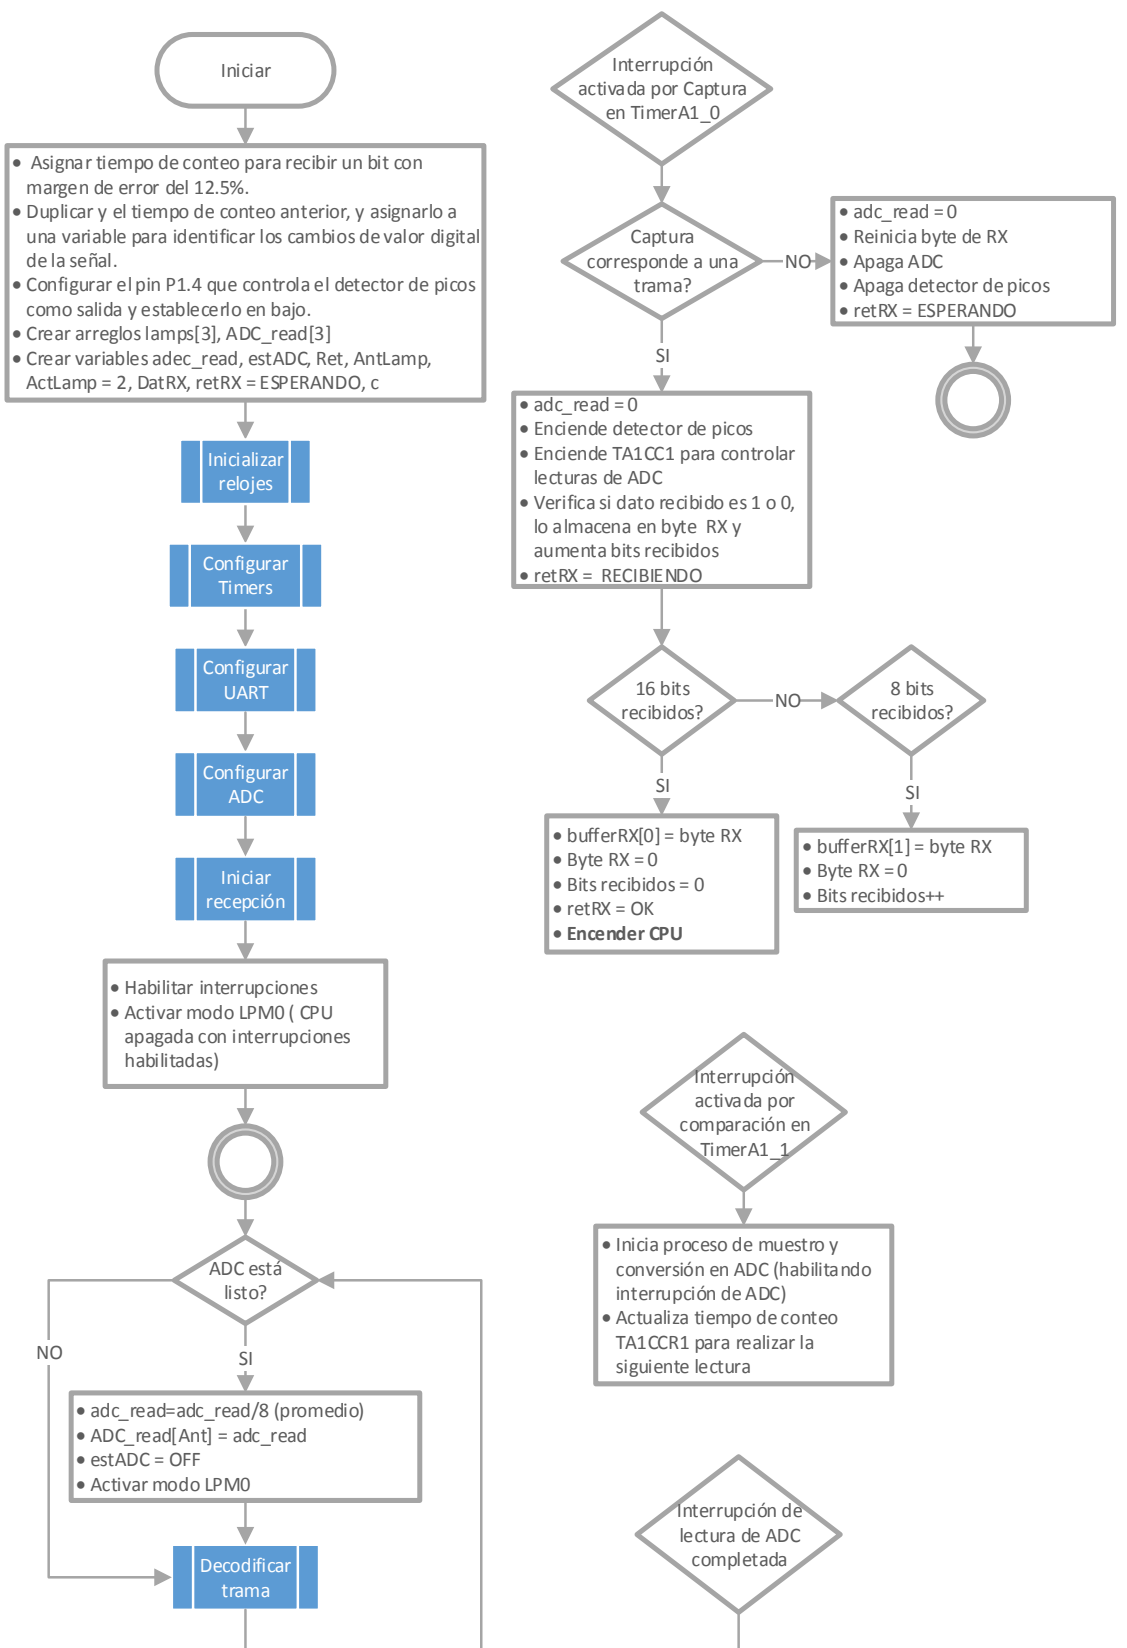 Iniciar
• Asignar tiempo de conteo para recibir un bit con
margen de error del 12.5%.
• Duplicar y el tiempo de conteo anterior, y asignarlo a
una variable para identificar los cambios de valor digital
de la señal.
• Configurar el pin P1.4 que controla el detector de picos
como salida y establecerlo en bajo.
• Crear arreglos lamps[3], ADC_read[3]
• Crear variables adec_read, estADC, Ret, AntLamp,
ActLamp = 2, DatRX, retRX = ESPERANDO, c
Inicializar
relojes
Configurar
Timers
Configurar
UART
Configurar
ADC
Iniciar
recepción
• Habilitar interrupciones
• Activar modo LPM0 ( CPU
apagada con interrupciones
habilitadas)
ADC está
listo?
NO
SI
• adc_read=adc_read/8 (promedio)
• ADC_read[Ant] = adc_read
• estADC = OFF
• Activar modo LPM0
Decodificar
trama
Interrupción
activada por Captura
en TimerA1_0
Captura
corresponde a una
trama?
NO
• adc_read = 0
• Reinicia byte de RX
• Apaga ADC
• Apaga detector de picos
• retRX = ESPERANDO
SI
• adc_read = 0
• Enciende detector de picos
• Enciende TA1CC1 para controlar
lecturas de ADC
• Verifica si dato recibido es 1 o 0,
lo almacena en byte RX y
aumenta bits recibidos
• retRX = RECIBIENDO
16 bits
recibidos?
NO
8 bits
recibidos?
SI
SI
• bufferRX[0] = byte RX
• Byte RX = 0
• Bits recibidos = 0
• retRX = OK
• Encender CPU
• bufferRX[1] = byte RX
• Byte RX = 0
• Bits recibidos++
Interrupción
activada por
comparación en
TimerA1_1
• Inicia proceso de muestro y
conversión en ADC (habilitando
interrupción de ADC)
• Actualiza tiempo de conteo
TA1CCR1 para realizar la
siguiente lectura
Interrupción de
lectura de ADC
completada